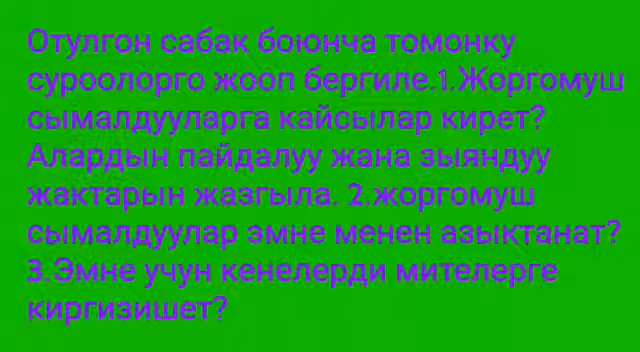 Отулгон сабак боюнча томонку
суроолорго жооп бергиле.1.Жоргомуш
сымалдууларга кайсылар кирет?
Алардын пайдалуу жана зыяндуу
жактарын жазгыла. 2.жоргомуш
сымалдуулар эмне менен азыктанат?
3.Эмне учун кенелерди мителерге
киргизишет?